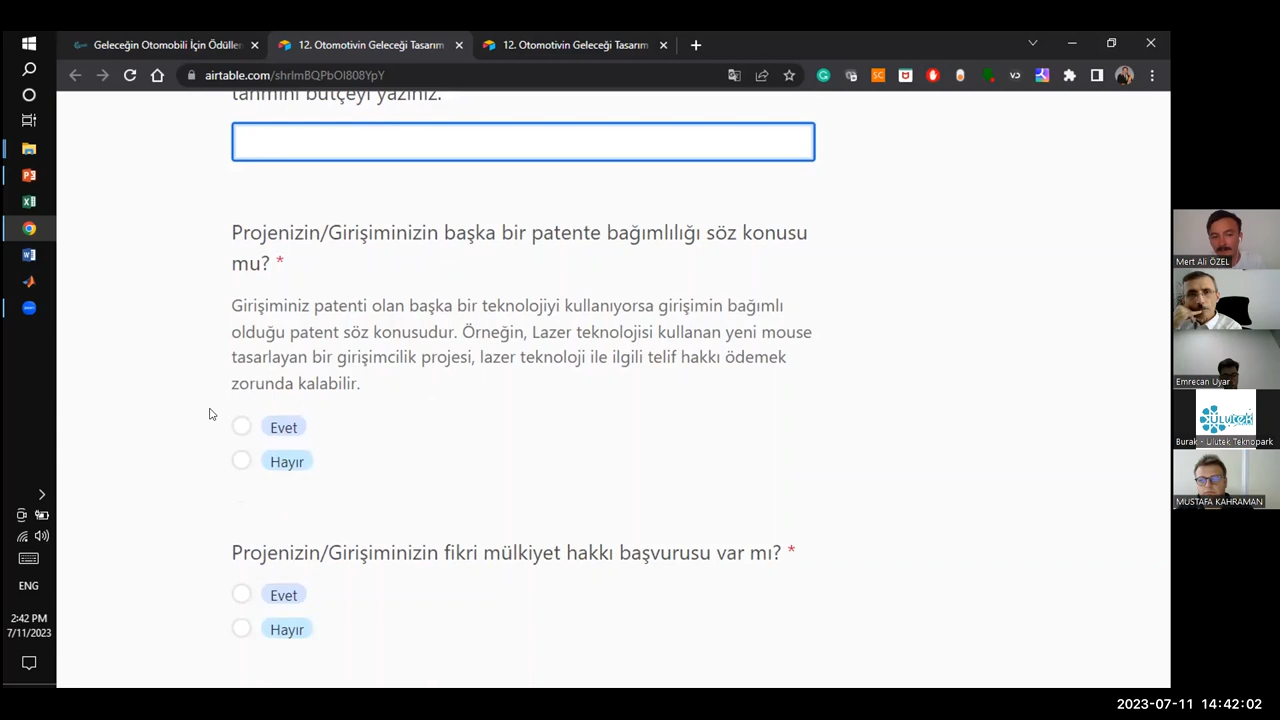 Geleceğin Otomobili İçin Ödüller
12. Otomotivin Geleceği Tasarım
12. Otomotivin Geleceği Tasarım
airtable.com/shrImBQPbOI808YpY
tahmini bütçeyi yazınız.
Projenizin/Girişiminizin başka bir patente bağımlılığı söz konusu
mu? *
Girişiminiz patenti olan başka bir teknolojiyi kullanıyorsa girişimin bağımlı
olduğu patent söz konusudur. Örneğin, Lazer teknolojisi kullanan yeni mouse
tasarlayan bir girişimcilik projesi, lazer teknoloji ile ilgili telif hakkı ödemek
zorunda kalabilir.
Evet
Hayır
Projenizin/Girişiminizin fikri mülkiyet hakkı başvurusu var mı? *
Evet
Hayır
ENG
2:42 PM
7/11/2023
Mert Ali ÖZEL
Emrecan Uyar
ULUTEK
Burak - Ulutek Teknopark
MUSTAFA KAHRAMAN
2023-07-11 14:42:02